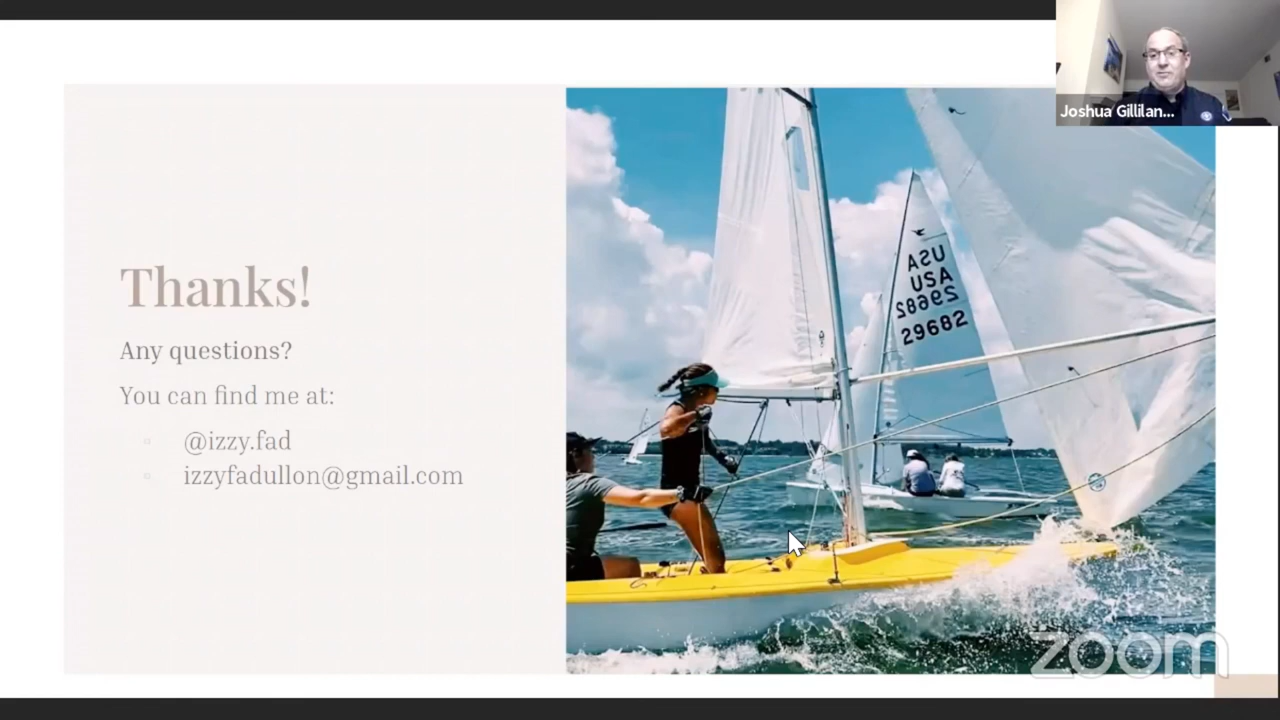 Joshua Gillilan...
Thanks!
Any questions?
You can find me at:
@izzy.fad
izzyfadullon@gmail.com
USA
USA
29682
29682
zoom